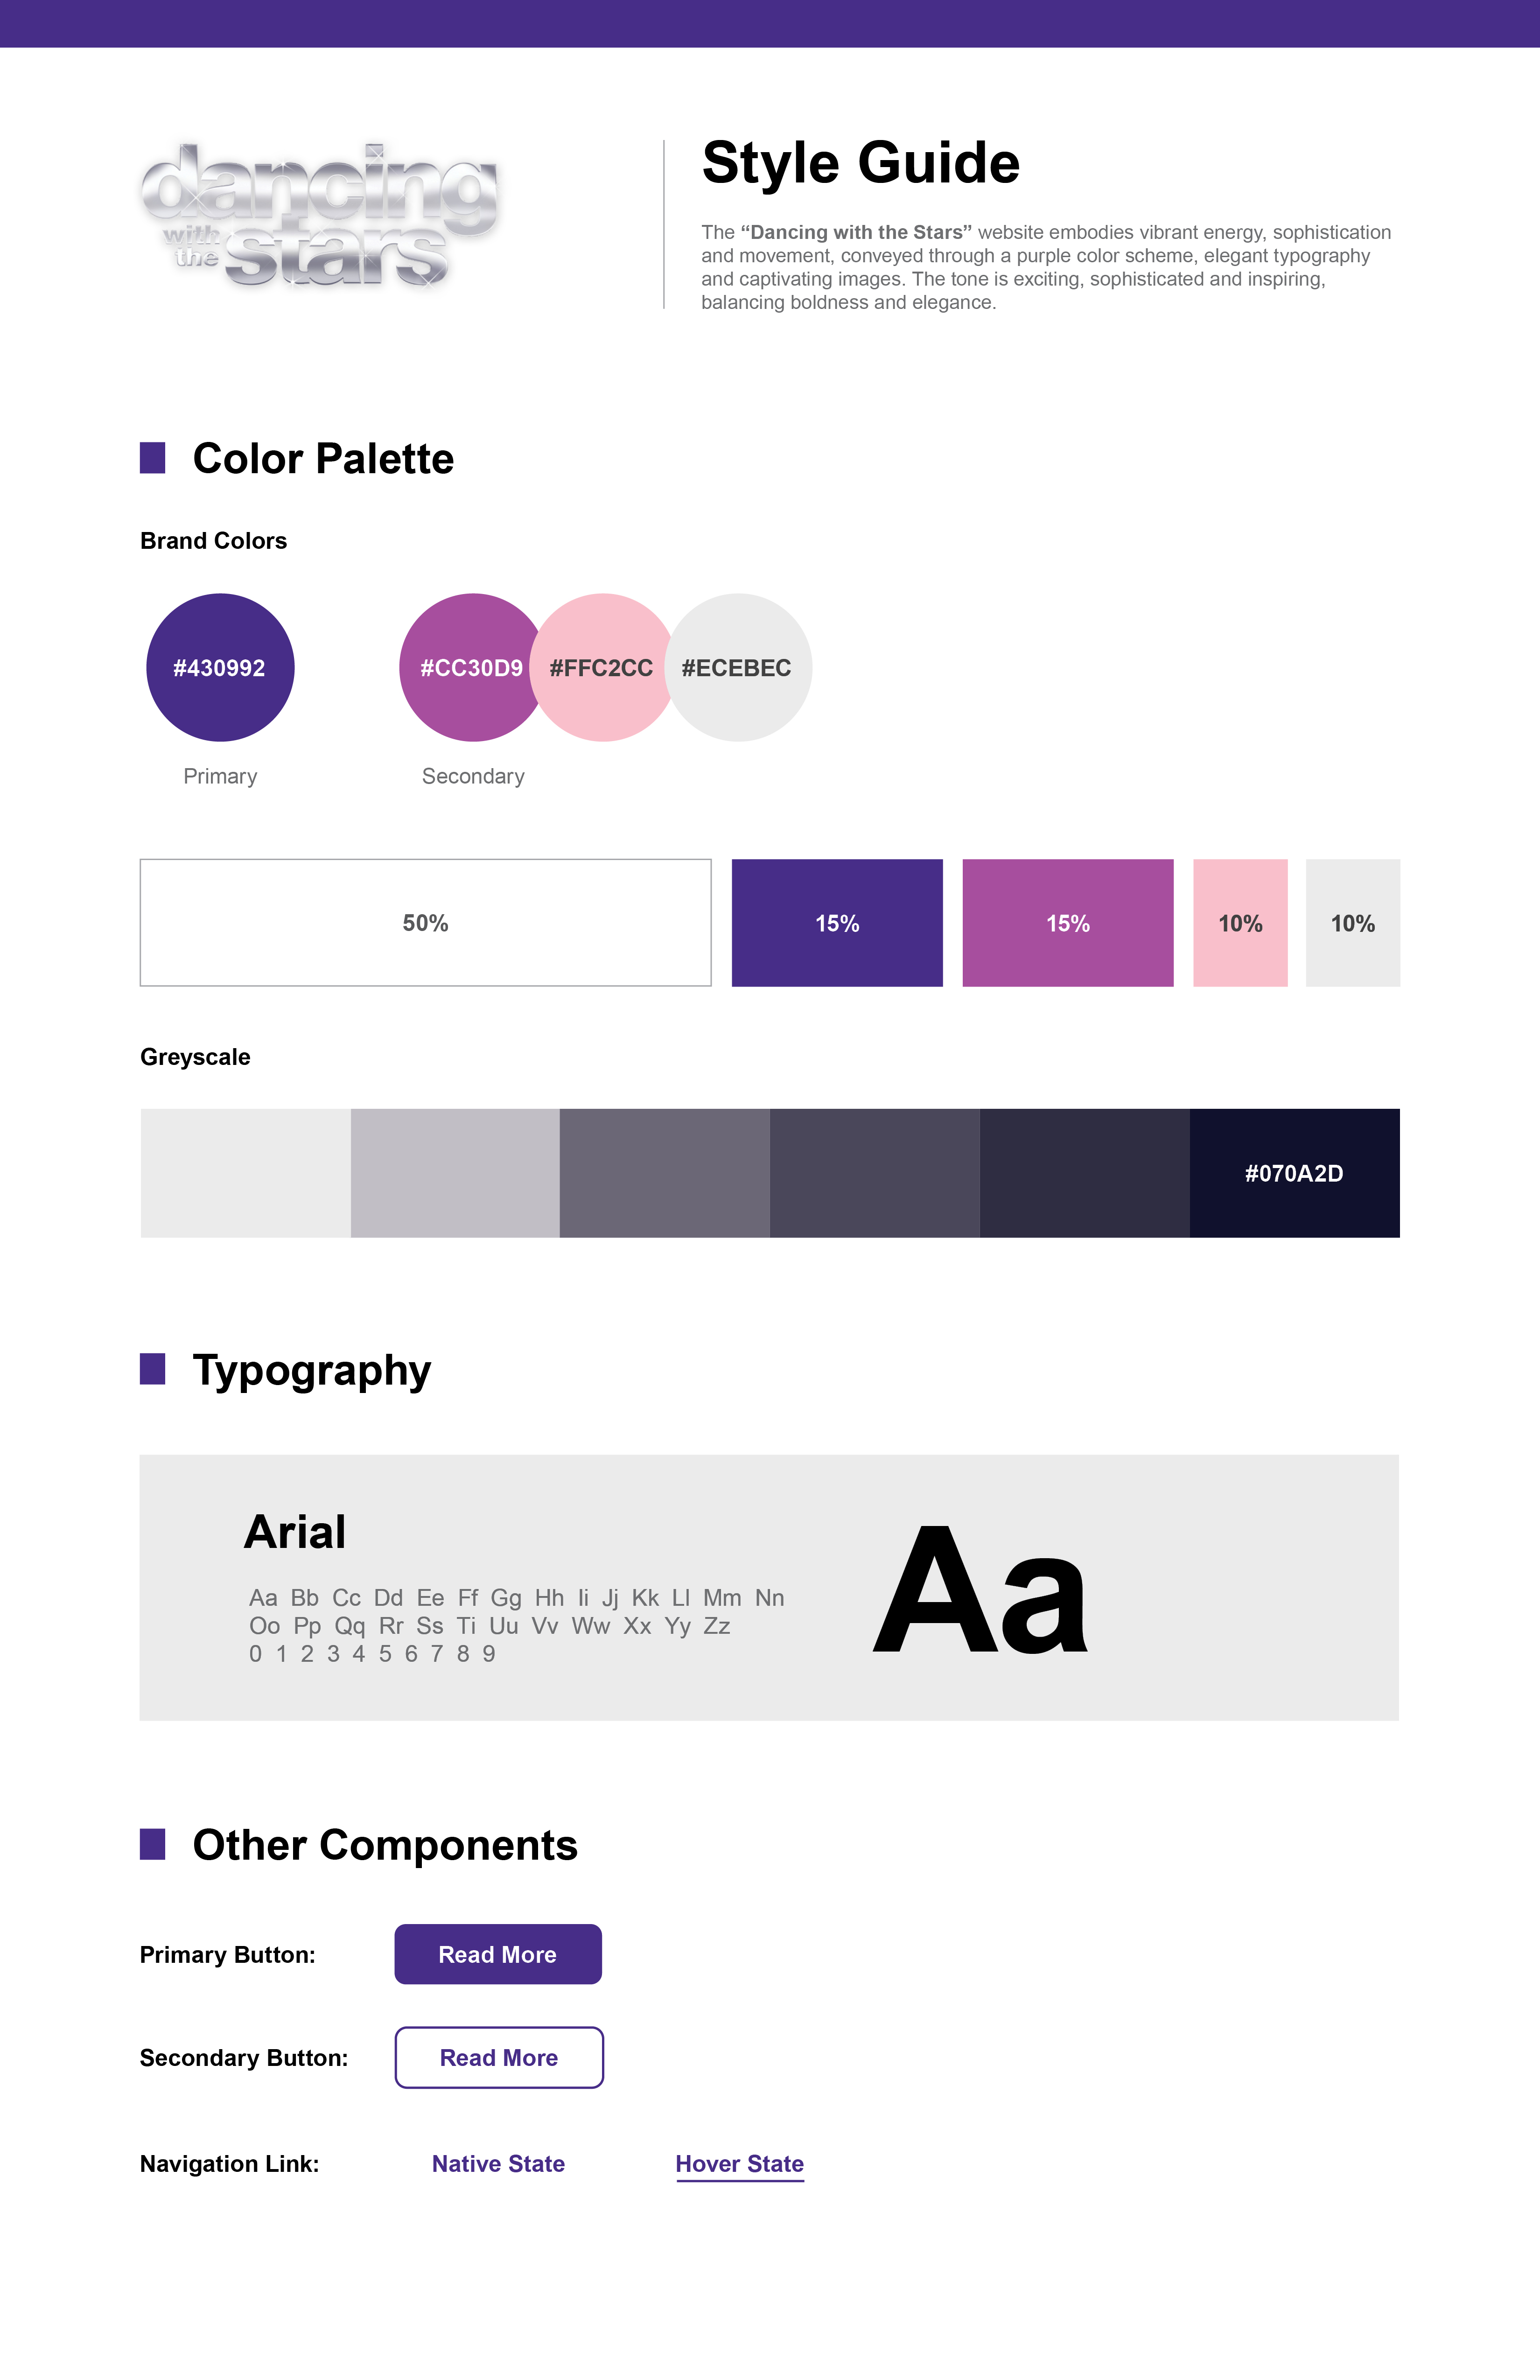 dancing
with
the
stars
Style Guide
The “Dancing with the Stars” website embodies vibrant energy, sophistication
and movement, conveyed through a purple color scheme, elegant typography
and captivating images. The tone is exciting, sophisticated and inspiring,
balancing boldness and elegance.
Color Palette
Brand Colors
#430992
#CC30D9
#FFC2CC
#ECEBEC
Primary
Secondary
50%
15%
15%
10%
10%
Greyscale
#070A2D
Typography
Arial
Aa Bb Cc Dd Ee Ff Gg Hh Ii Jj Kk Ll Mm Nn
Oo Pp Qq Rr Ss Ti Uu Vv Ww Xx Yy Zz
0 1 2 3 4 5 6 7 8 9
Aa
Other Components
Primary Button:
Read More
Secondary Button:
Read More
Navigation Link:
Native State
Hover State